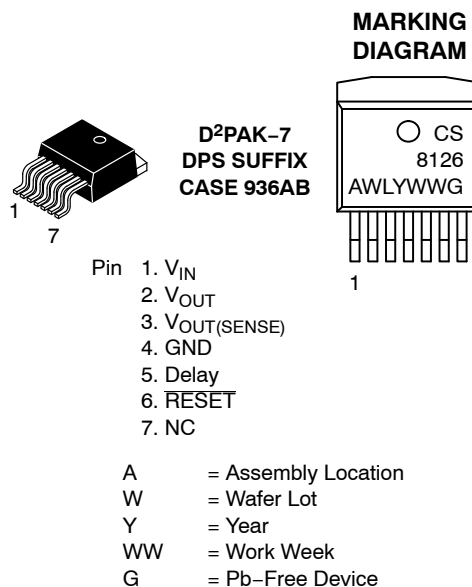 MARKING
DIAGRAM
D²PAK−7
DPS SUFFIX
CASE 936AB
CS
8126
AWLYWWG
1
7
1
Pin 1. VIN
2. VOUT
3. VOUT(SENSE)
4. GND
5. Delay
6. RESET
7. NC
A = Assembly Location
W = Wafer Lot
Y = Year
WW = Work Week
G = Pb−Free Device